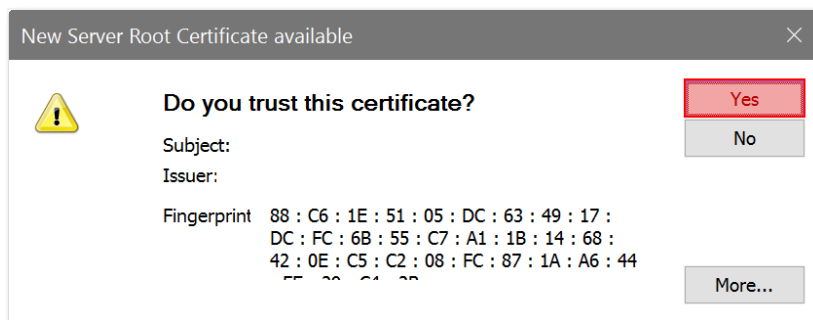 New Server Root Certificate available
Do you trust this certificate?
Yes
No
Subject:
Issuer:
Fingerprint 88 : C6 : 1E : 51 : 05 : DC : 63 : 49 : 17 :
DC : FC : 6B : 55 : C7 : A1 : 1B : 14 : 68 :
42 : 0E : C5 : C2 : 08 : FC : 87 : 1A : A6 : 44
More...